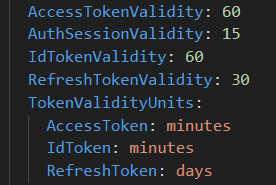 AccessTokenValidity: 60
AuthSessionValidity: 15
IdTokenValidity: 60
RefreshTokenValidity: 30
TokenValidityUnits:
  AccessToken: minutes
  IdToken: minutes
  RefreshToken: days